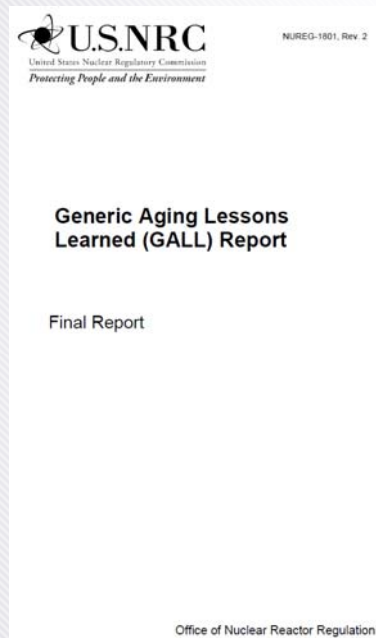 U.S.NRC
NUREG-1801, Rev. 2
United States Nuclear Regulatory Commission
Protecting People and the Environment
Generic Aging Lessons
Learned (GALL) Report
Final Report
Office of Nuclear Reactor Regulation